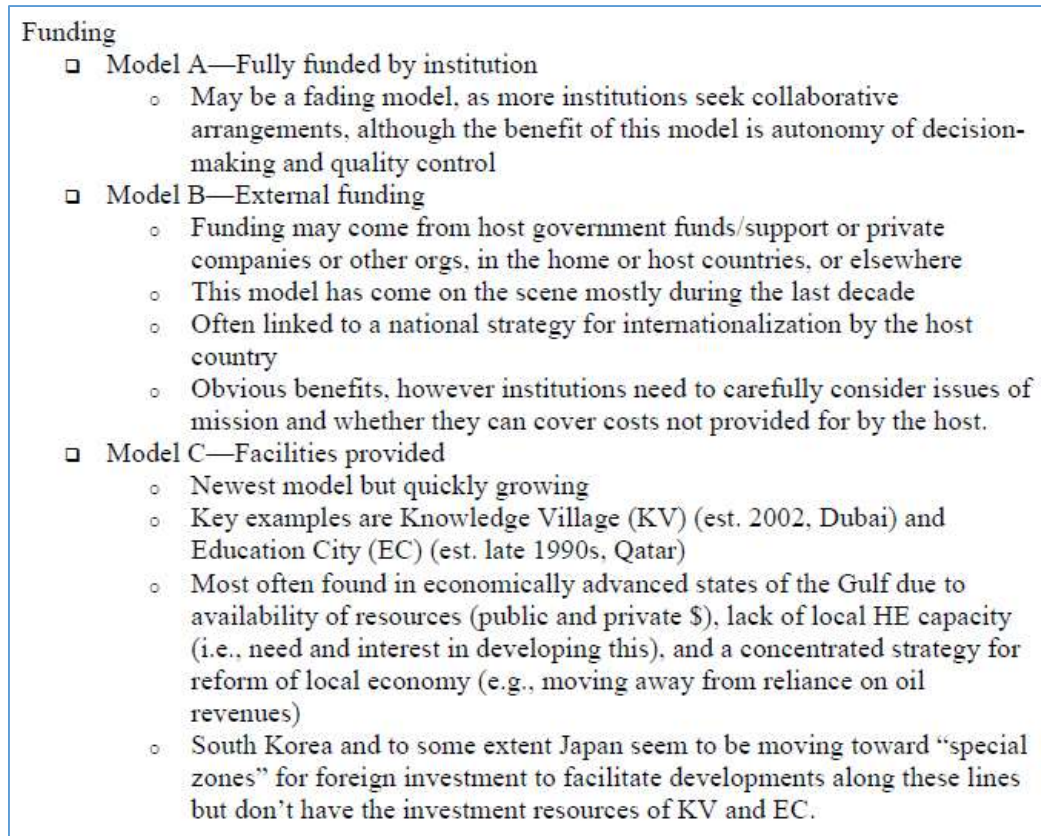 Funding
❑ Model A—Fully funded by institution
o May be a fading model, as more institutions seek collaborative
arrangements, although the benefit of this model is autonomy of decision-
making and quality control
❑ Model B—External funding
o Funding may come from host government funds/support or private
companies or other orgs, in the home or host countries, or elsewhere
o This model has come on the scene mostly during the last decade
o Often linked to a national strategy for internationalization by the host
country
o Obvious benefits, however institutions need to carefully consider issues of
mission and whether they can cover costs not provided for by the host.
❑ Model C—Facilities provided
o Newest model but quickly growing
o Key examples are Knowledge Village (KV) (est. 2002, Dubai) and
Education City (EC) (est. late 1990s, Qatar)
o Most often found in economically advanced states of the Gulf due to
availability of resources (public and private $), lack of local HE capacity
(i.e., need and interest in developing this), and a concentrated strategy for
reform of local economy (e.g., moving away from reliance on oil
revenues)
o South Korea and to some extent Japan seem to be moving toward “special
zones” for foreign investment to facilitate developments along these lines
but don’t have the investment resources of KV and EC.